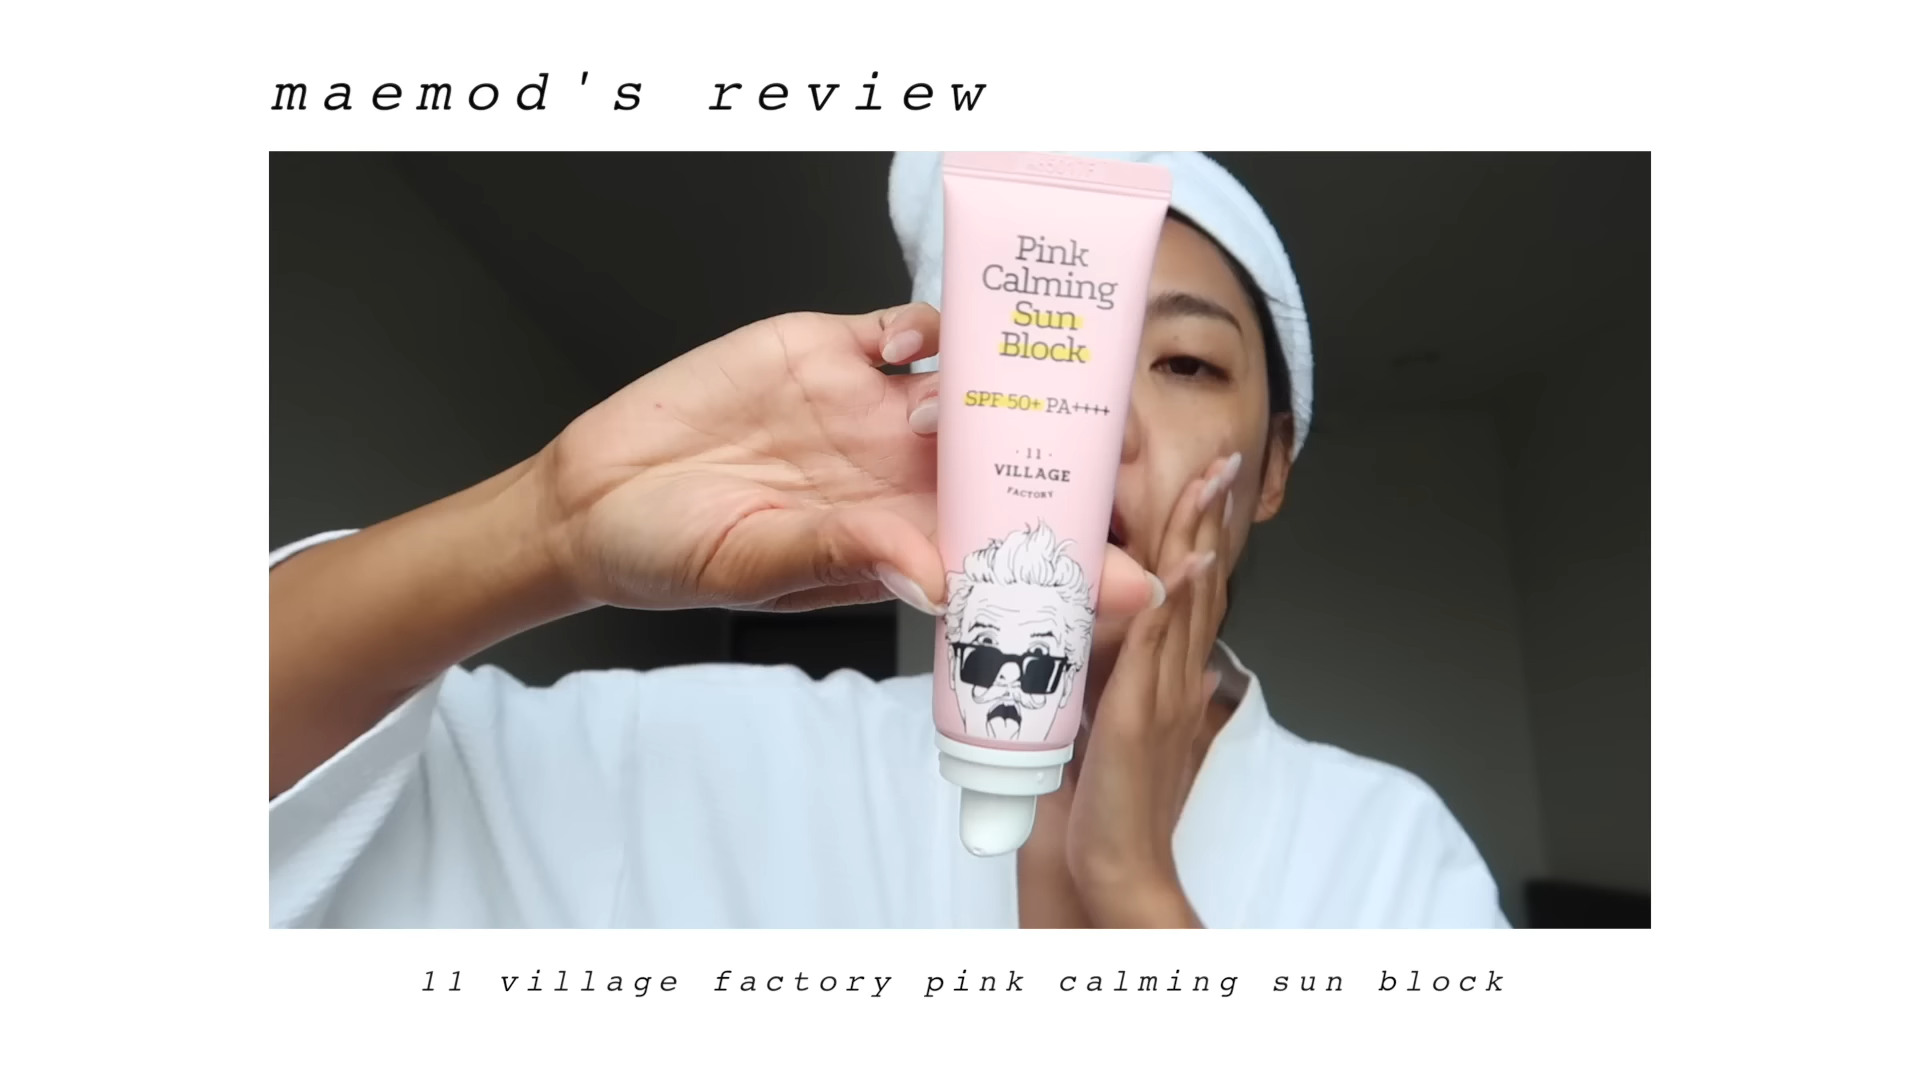 maemod's review
Pink
Calming
Sun
Block
SPF 50+ PA++++
· 11 ·
VILLAGE
FACTORY
11 village factory pink calming sun block